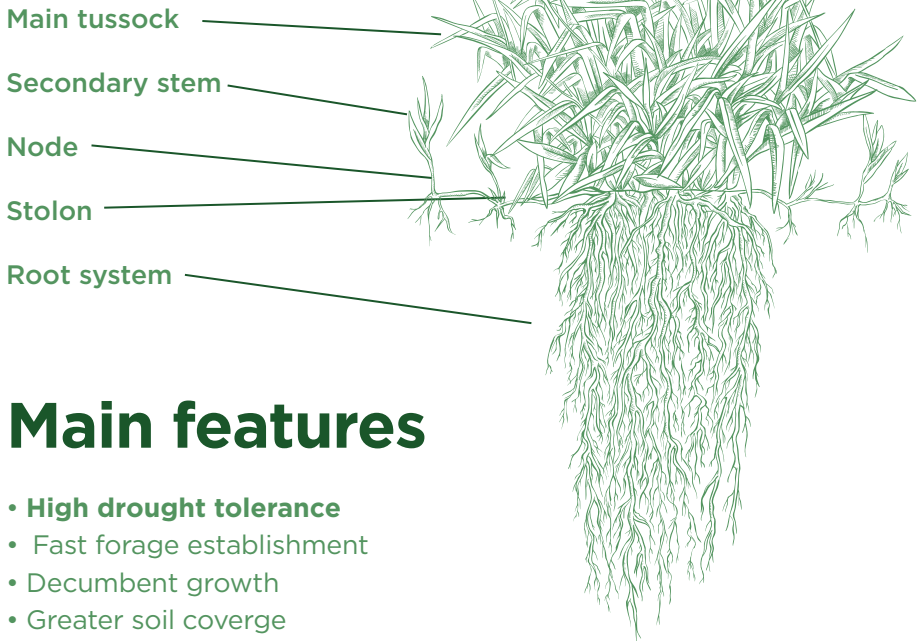 Main tussock
Secondary stem
Node
Stolon
Root system
Main features
• High drought tolerance
• Fast forage establishment
• Decumbent growth
• Greater soil coverge